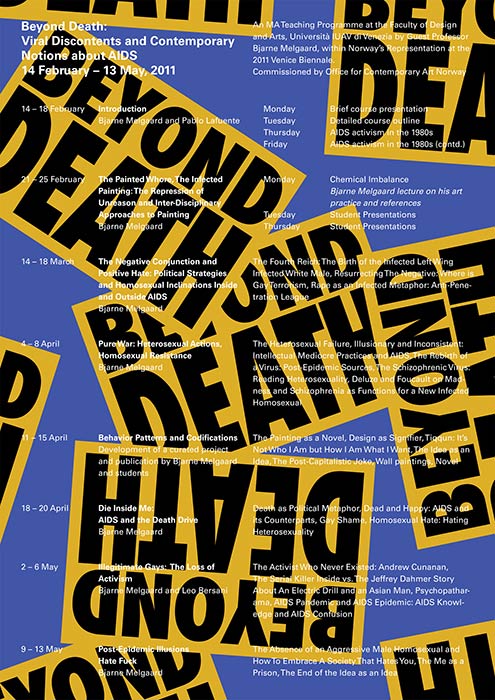 Beyond Death:
Viral Discontents and Contemporary
Notions about AIDS
14 February – 13 May, 2011
An MA Teaching Programme at the Faculty of Design
and Arts, Università IUAV di Venezia by Guest Professor
Bjarne Melgaard, within Norway's Representation at the
2011 Venice Biennale.
Commissioned by Office for Contemporary Art Norway
14 – 18 February
Introduction
Bjarne Melgaard and Pablo Lafuente
Monday Brief course presentation
Tuesday Detailed course outline
Thursday AIDS activism in the 1980s
Friday AIDS activism in the 1980s (contd.)
21 – 25 February
The Painted Whore, The Infected
Painting: The Repression of
Unreason and Inter-Disciplinary
Approaches to Painting
Bjarne Melgaard
Monday Chemical Imbalance
Bjarne Melgaard lecture on his art
practice and references
Tuesday Student Presentations
Thursday Student Presentations
14 – 18 March
The Negative Conjunction and
Positive Hate: Political Strategies
and Homosexual Inclinations Inside
and Outside AIDS
Bjarne Melgaard
The Fourth Reich: The Birth of the Infected Left Wing
Infected White Male, Resurrecting The Negative: Where is
Gay Terrorism, Rape as an Infected Metaphor: Anti-Pene-
tration League
4 – 8 April
Pure War: Heterosexual Actions,
Homosexual Resistance
Bjarne Melgaard
The Heterosexual Failure, Illusionary and Inconsistent:
Intellectual Mediocre Practices and AIDS, The Rebirth of
a Virus: Post-Epidemic Sources, The Schizophrenic Virus:
Reading Heterosexuality, Deluze and Foucault on Mad-
ness and Schizophrenia as Functions for a New Infected
Homosexual
11 – 15 April
Behavior Patterns and Codifications
Development of a curated project
and publication by Bjarne Melgaard
and students
The Painting as a Novel, Design as Signifier, Tiqqun: It's
Not Who I Am but How I Am What I Want, The Idea as an
Idea, The Post-Capitalistic Joke, Wall paintings, Novel
18 – 20 April
Die Inside Me:
AIDS and the Death Drive
Bjarne Melgaard
Death as Political Metaphor, Dead and Happy: AIDS and
its Counterparts, Gay Shame, Homosexual Hate: Hating
Heterosexuality
2 – 6 May
Illegitimate Gays: The Loss of
Activism
Bjarne Melgaard and Leo Bersani
The Activist Who Never Existed: Andrew Cunanan,
The Serial Killer Inside vs. The Jeffrey Dahmer Story
About An Electric Drill and an Asian Man, Psychopathar-
ama, AIDS Pandemic and AIDS Epidemic: AIDS Knowl-
edge and AIDS Confusion
9 – 13 May
Post-Epidemic Illusions
Hate Fuck
Bjarne Melgaard
The Absence of an Aggressive Male Homosexual and
How To Embrace A Society That Hates You, The Me as a
Prison, The End of the Idea as an Idea
BEYOND
DEATH
BEYOND
DEATH
BEYOND
DEATH
BEYOND
DEATH
BEYOND
DEATH